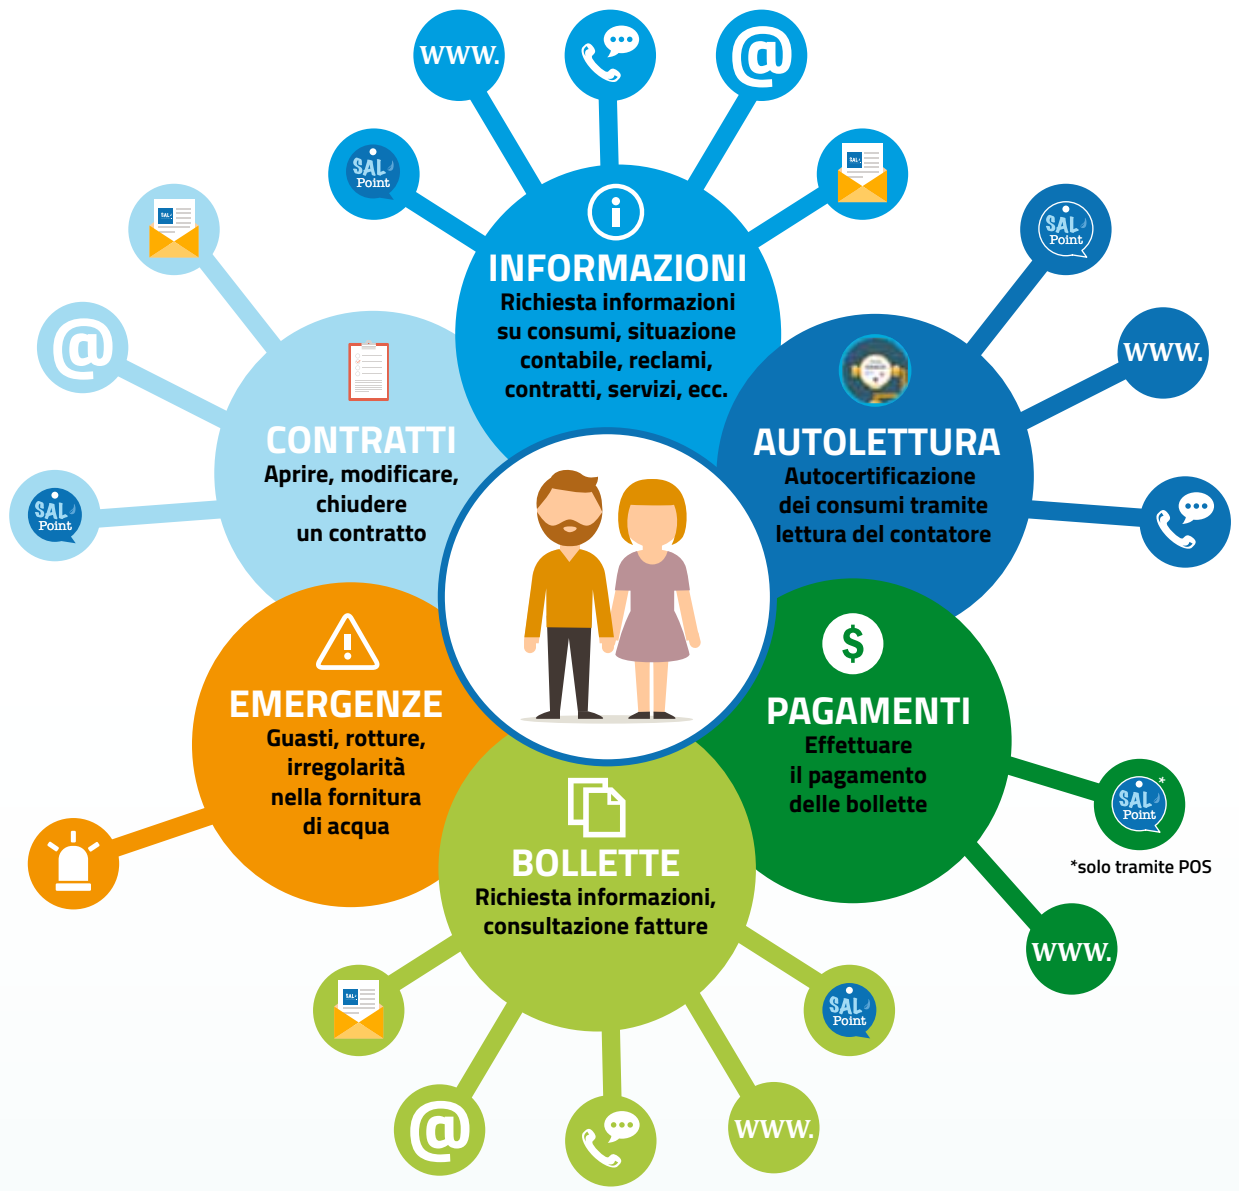 www.
@
SAL
Point
SAL
INFORMAZIONI
Richiesta informazioni
su consumi, situazione
contabile, reclami,
contratti, servizi, ecc.
SAL
@
SAL
Point
CONTRATTI
Aprire, modificare,
chiudere
un contratto
SAL
Point
www.
AUTOLETTURA
Autocertificazione
dei consumi tramite
lettura del contatore
EMERGENZE
Guasti, rotture,
irregolarità
nella fornitura
di acqua
$
PAGAMENTI
Effettuare
il pagamento
delle bollette
SAL
Point
*
*solo tramite POS
www.
BOLLETTE
Richiesta informazioni,
consultazione fatture
SAL
@
www.
SAL
Point